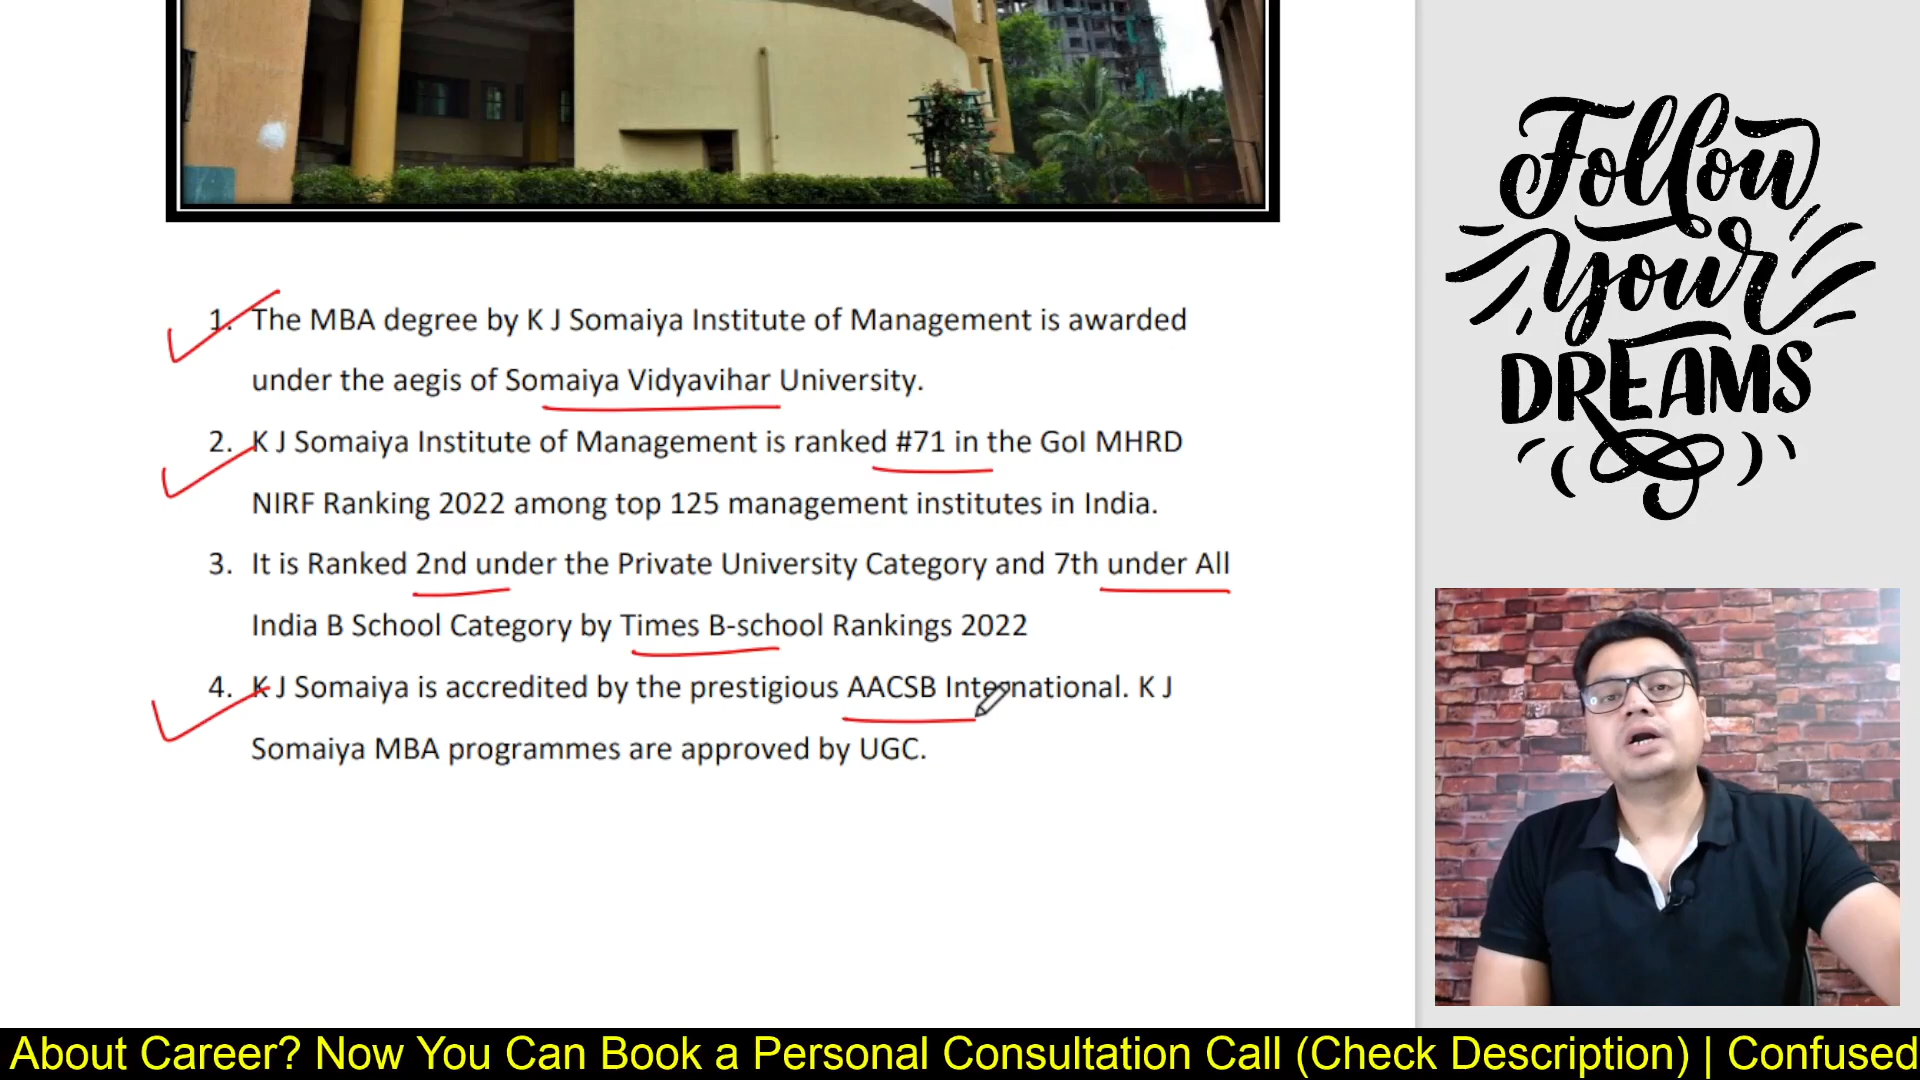 1. The MBA degree by K J Somaiya Institute of Management is awarded
under the aegis of Somaiya Vidyavihar University.
2. K J Somaiya Institute of Management is ranked #71 in the GoI MHRD
NIRF Ranking 2022 among top 125 management institutes in India.
3. It is Ranked 2nd under the Private University Category and 7th under All
India B School Category by Times B-school Rankings 2022
4. K J Somaiya is accredited by the prestigious AACSB International. K J
Somaiya MBA programmes are approved by UGC.
Follow
Your
DREAMS
About Career? Now You Can Book a Personal Consultation Call (Check Description) | Confused